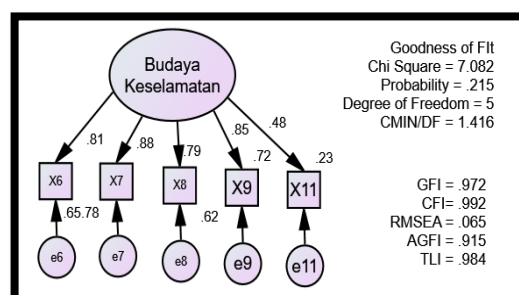 Goodness of FIt
Chi Square = 7.082
Probability = .215
Degree of Freedom = 5
CMIN/DF = 1.416
Budaya
Keselamatan
.81
.88
.79
.85
.48
.72
.23
X6
X7
X8
X9
X11
.65
.78
.62
e6
e7
e8
e9
e11
GFI = .972
CFI= .992
RMSEA = .065
AGFI = .915
TLI = .984